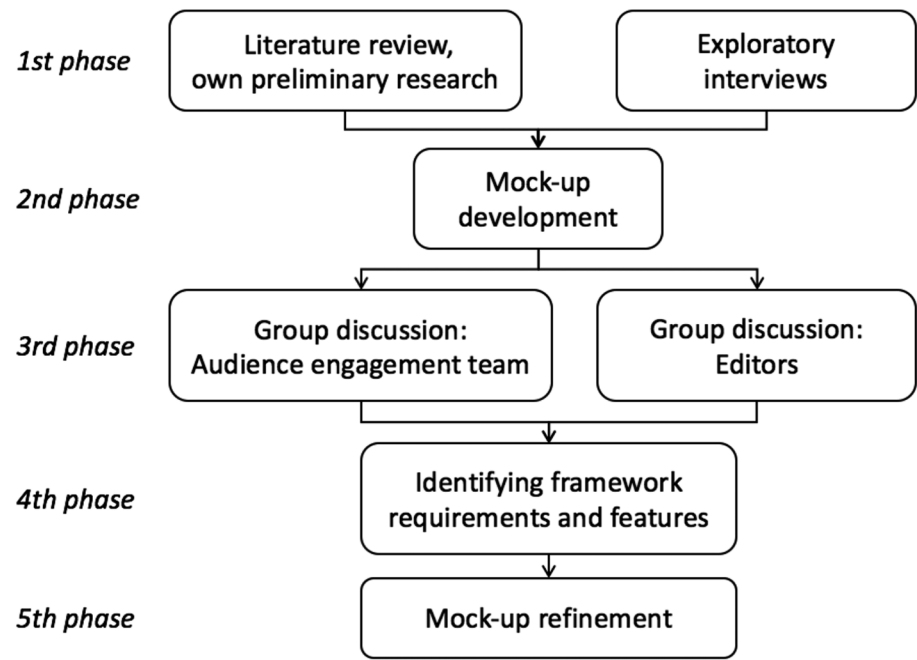 1st phase
Literature review,
own preliminary research
Exploratory
interviews
2nd phase
Mock-up
development
3rd phase
Group discussion:
Audience engagement team
Group discussion:
Editors
4th phase
Identifying framework
requirements and features
5th phase
Mock-up refinement